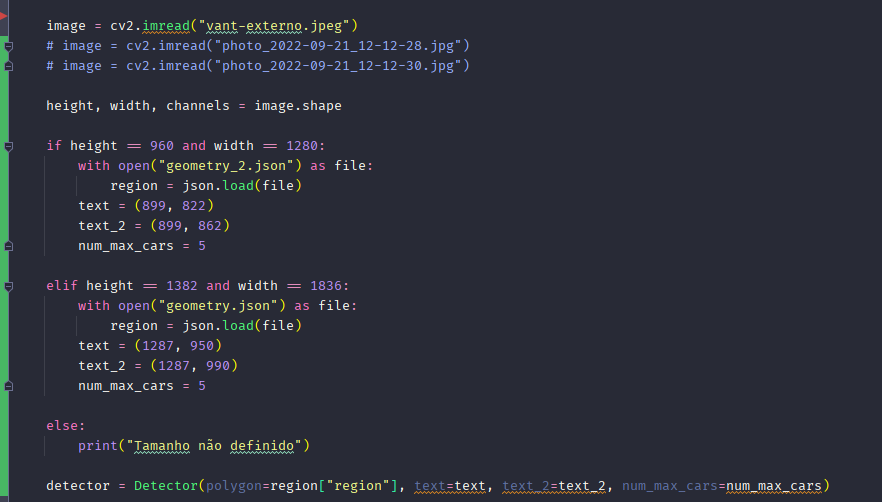 image = cv2.imread("vant-externo.jpeg")
# image = cv2.imread("photo_2022-09-21_12-12-28.jpg")
# image = cv2.imread("photo_2022-09-21_12-12-30.jpg")
height, width, channels = image.shape
if height == 960 and width == 1280:
    with open("geometry_2.json") as file:
        region = json.load(file)
    text = (899, 822)
    text_2 = (899, 862)
    num_max_cars = 5
elif height == 1382 and width == 1836:
    with open("geometry.json") as file:
        region = json.load(file)
    text = (1287, 950)
    text_2 = (1287, 990)
    num_max_cars = 5
else:
    print("Tamanho não definido")
detector = Detector(polygon=region["region"], text=text, text_2=text_2, num_max_cars=num_max_cars)